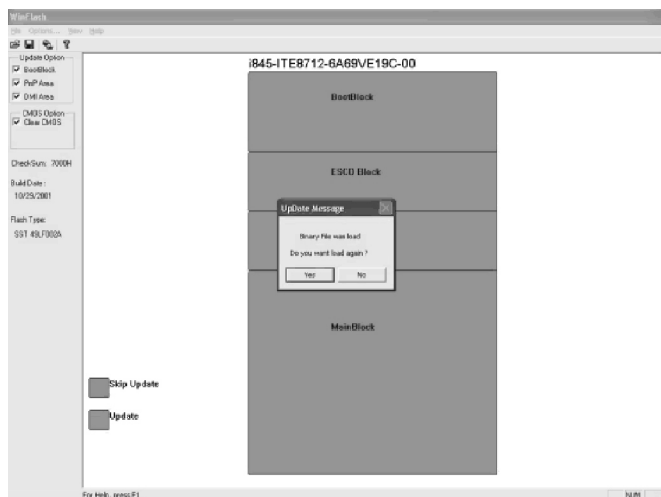 WinFlash
File Options... View Help
Update Option
BootBlock
PnP Area
DMI Area
CMOS Option
Clear CMOS
CheckSum: 7000H
Build Date :
10/29/2001
Flash Type:
SST 49LF002A
i845-ITE8712-6A69VE19C-00
BootBlock
ESCD Block
UpDate Message
Binary File was load
Do you want load again ?
Yes No
MainBlock
Skip Update
Update
For Help, press F1
NUM